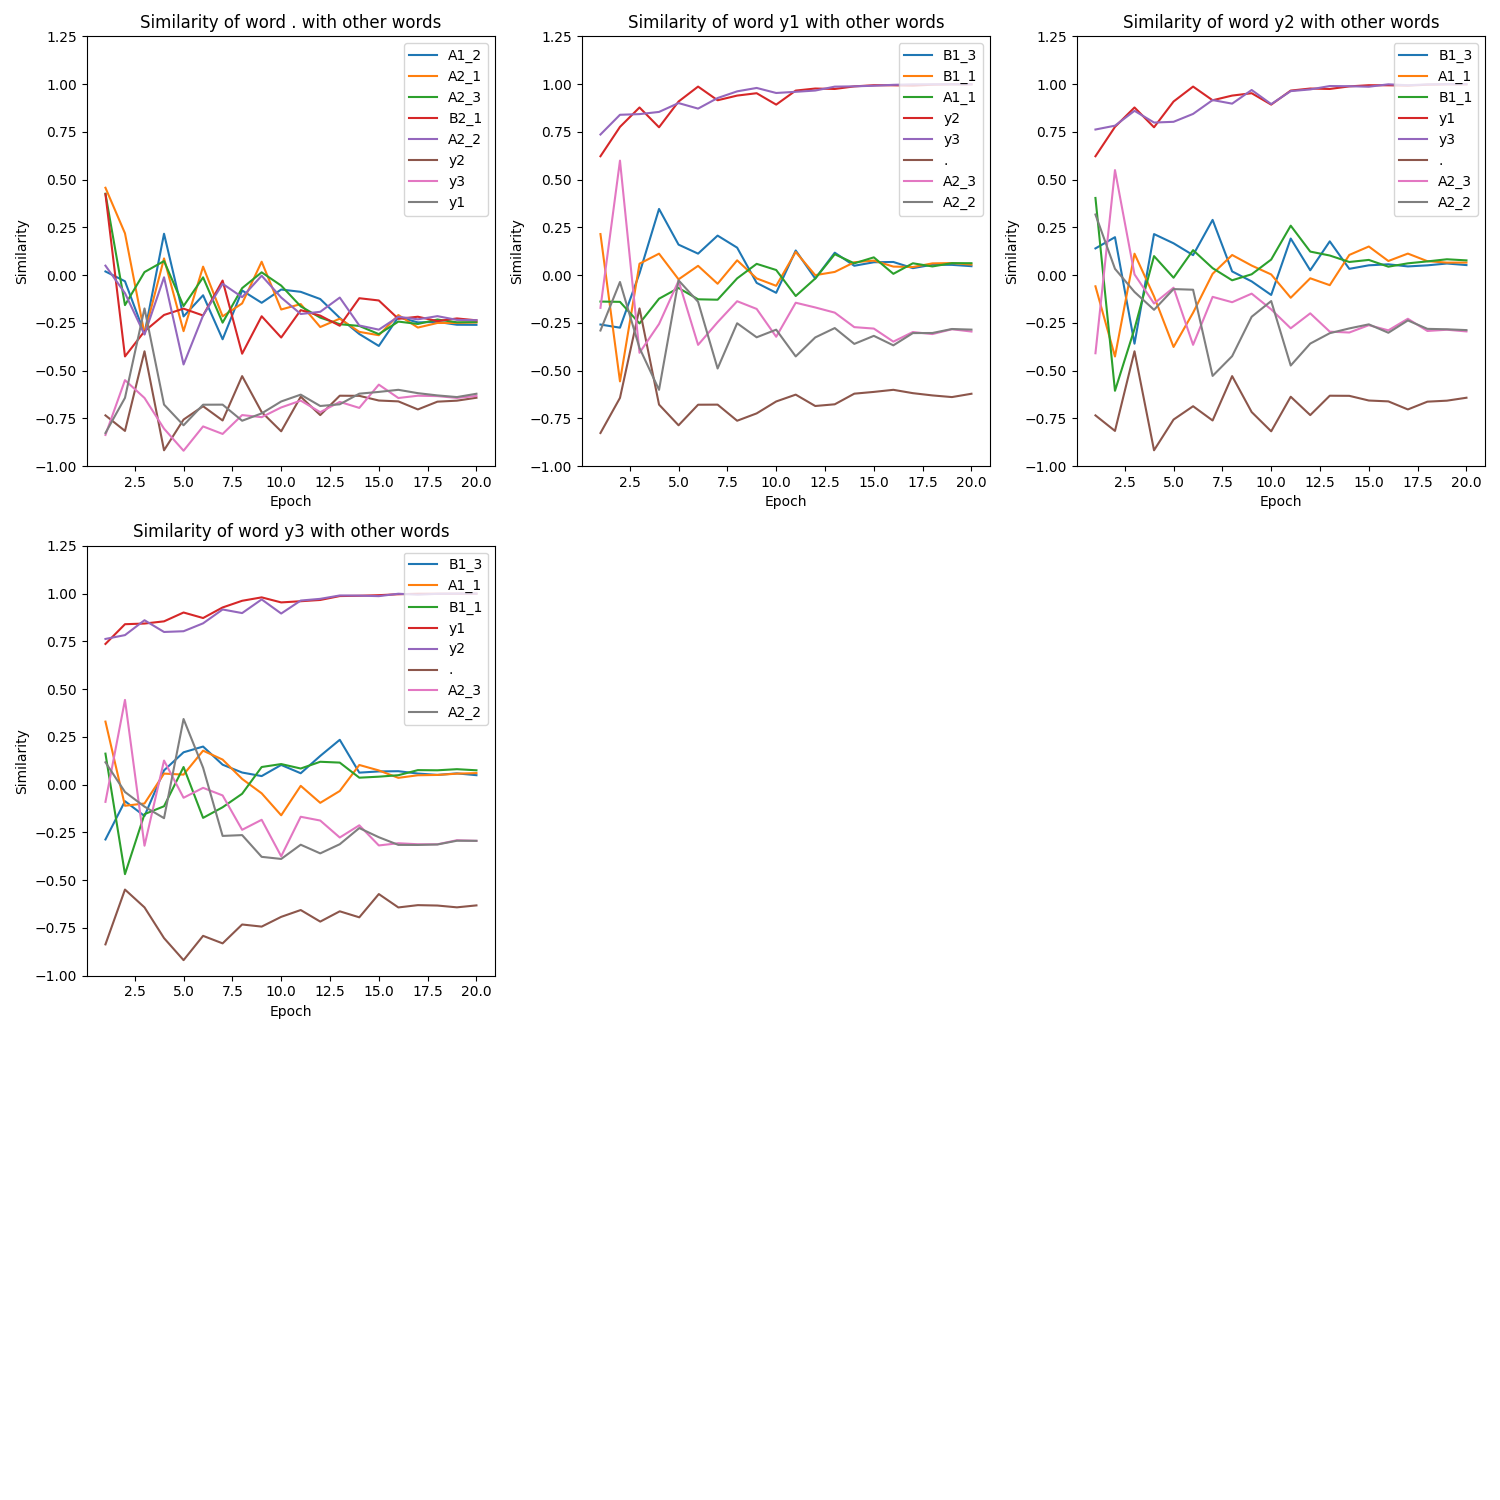 Similarity of word . with other words
1.25
1.00
0.75
0.50
0.25
0.00
−0.25
−0.50
−0.75
−1.00
Similarity
2.5 5.0 7.5 10.0 12.5 15.0 17.5 20.0
Epoch
A1_2
A2_1
A2_3
B2_1
A2_2
y2
y3
y1
Similarity of word y1 with other words
1.25
1.00
0.75
0.50
0.25
0.00
−0.25
−0.50
−0.75
−1.00
Similarity
2.5 5.0 7.5 10.0 12.5 15.0 17.5 20.0
Epoch
B1_3
B1_1
A1_1
y2
y3
.
A2_3
A2_2
Similarity of word y2 with other words
1.25
1.00
0.75
0.50
0.25
0.00
−0.25
−0.50
−0.75
−1.00
Similarity
2.5 5.0 7.5 10.0 12.5 15.0 17.5 20.0
Epoch
B1_3
A1_1
B1_1
y1
y3
.
A2_3
A2_2
Similarity of word y3 with other words
1.25
1.00
0.75
0.50
0.25
0.00
−0.25
−0.50
−0.75
−1.00
Similarity
2.5 5.0 7.5 10.0 12.5 15.0 17.5 20.0
Epoch
B1_3
A1_1
B1_1
y1
y2
.
A2_3
A2_2